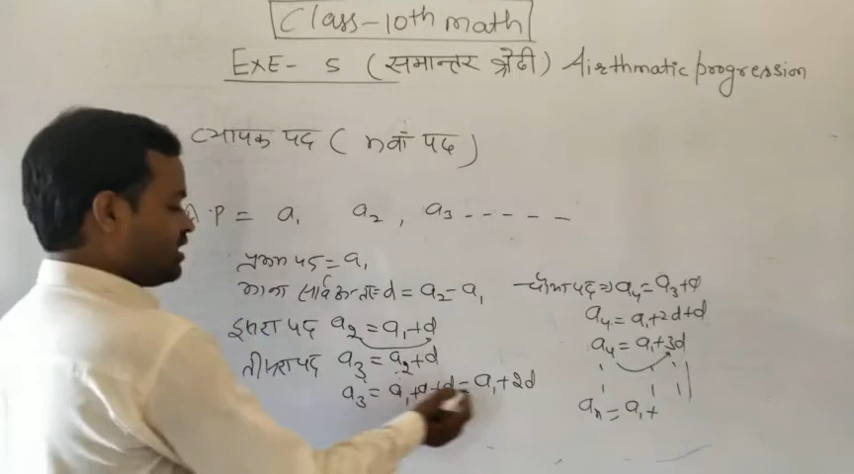 Class-10th math
EXE- 5 (समान्तर श्रेढी) Airthmatic progression
व्यापक पद ( nवाँ पद )
A.P = a₁ a₂ , a₃ - - - - -
प्रथम पद = a₁
माना सार्वअन्तर = d = a₂ - a₁
दूसरा पद a₂ = a₁ + d
तीसरा पद a₃ = a₂ + d
a₃ = a₁ + d + d = a₁ + 2d
चौथा पद = a₄ = a₃ + d
a₄ = a₁ + 2d + d
a₄ = a₁ + 3d
aₙ = a₁ +